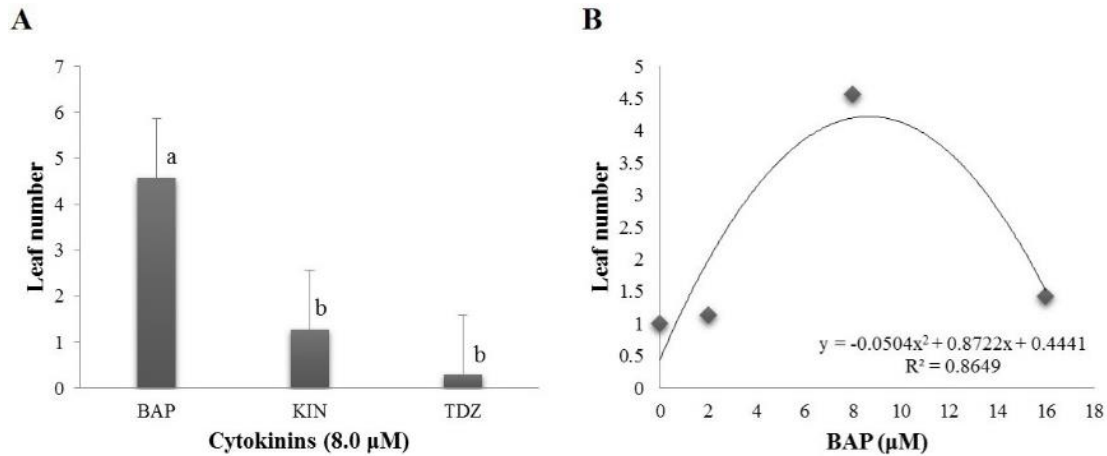 A
Leaf number
7
6
5
4
3
2
1
0
a
b
b
BAP KIN TDZ
Cytokinins (8.0 µM)
B
Leaf number
5
4.5
4
3.5
3
2.5
2
1.5
1
0.5
0
y = -0.0504x² + 0.8722x + 0.4441
R² = 0.8649
0 2 4 6 8 10 12 14 16 18
BAP (µM)